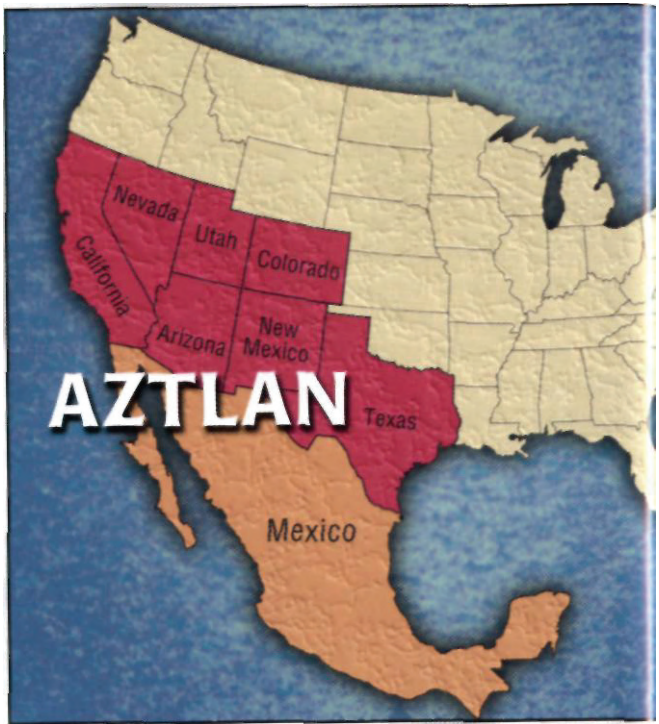 Nevada
Utah
Colorado
California
Arizona
New
Mexico
AZTLAN
Texas
Mexico